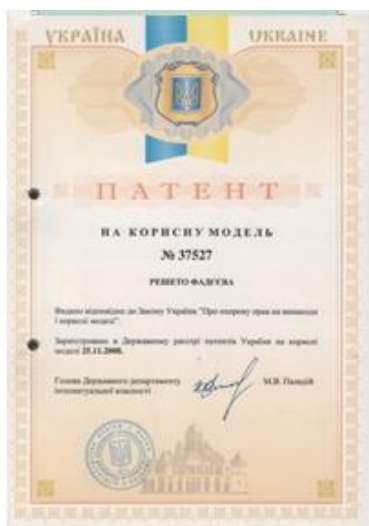 УКРАЇНА
UKRAINE
ПАТЕНТ
НА КОРИСНУ МОДЕЛЬ
№ 37527
РЕШЕТО ФАДЄЄВА
Видано відповідно до Закону України "Про охорону прав на винаходи
і корисні моделі".
Зареєстровано в Державному реєстрі патентів України на корисні
моделі 25.11.2008.
Голова Державного департаменту
інтелектуальної власності
М.В. Паладій